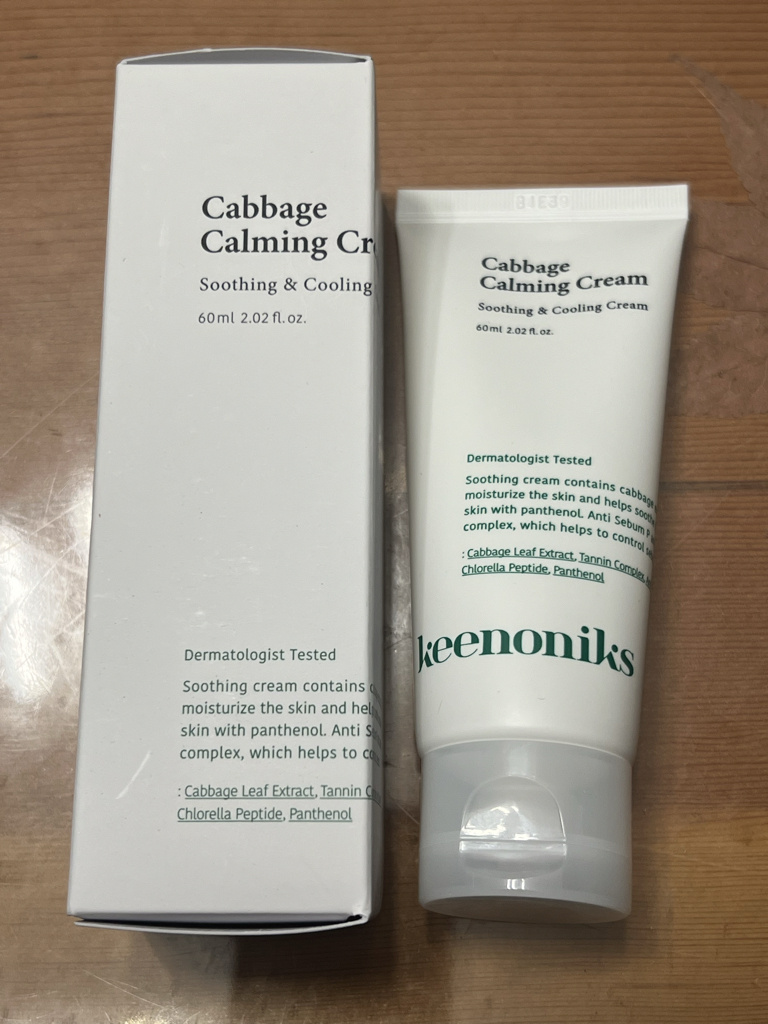 Cabbage
Calming Cr
Soothing & Cooling
60ml 2.02 fl.oz.
Dermatologist Tested
Soothing cream contains
moisturize the skin and hel
skin with panthenol. Anti S
complex, which helps to co
: Cabbage Leaf Extract, Tannin C
Chlorella Peptide, Panthenol
Cabbage
Calming Cream
Soothing & Cooling Cream
60ml 2.02 fl.oz.
Dermatologist Tested
Soothing cream contains cabbage
moisturize the skin and helps soothe
skin with panthenol. Anti Sebum P
complex, which helps to control
: Cabbage Leaf Extract, Tannin Complex,
Chlorella Peptide, Panthenol
keenoniks